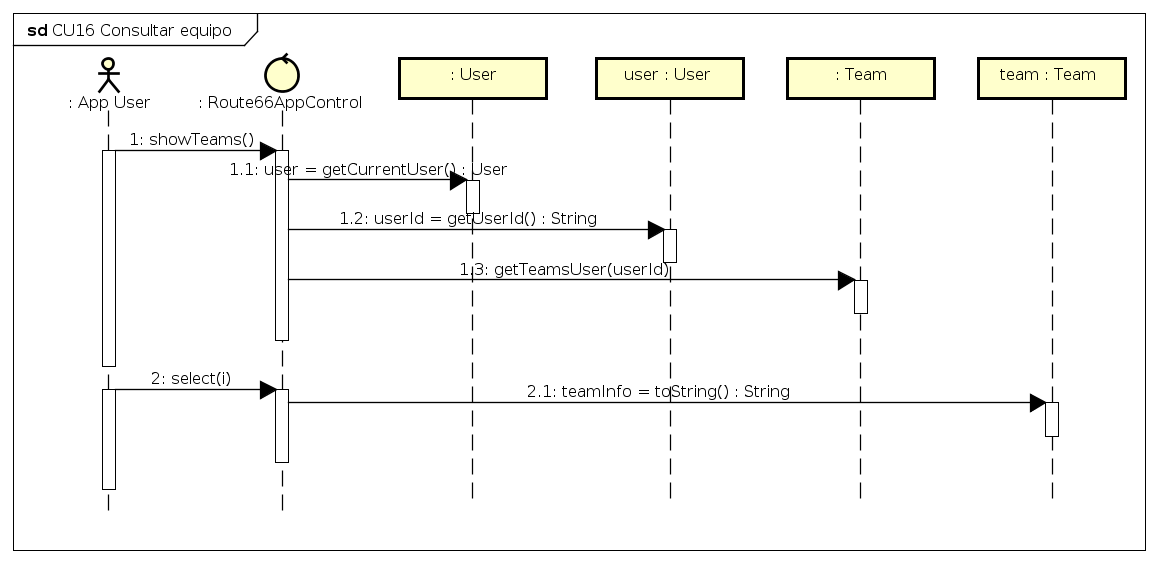 sd CU16 Consultar equipo
: App User
: Route66AppControl
: User
user : User
: Team
team : Team
1: showTeams()
1.1: user = getCurrentUser() : User
1.2: userId = getUserId() : String
1.3: getTeamsUser(userId)
2: select(i)
2.1: teamInfo = toString() : String